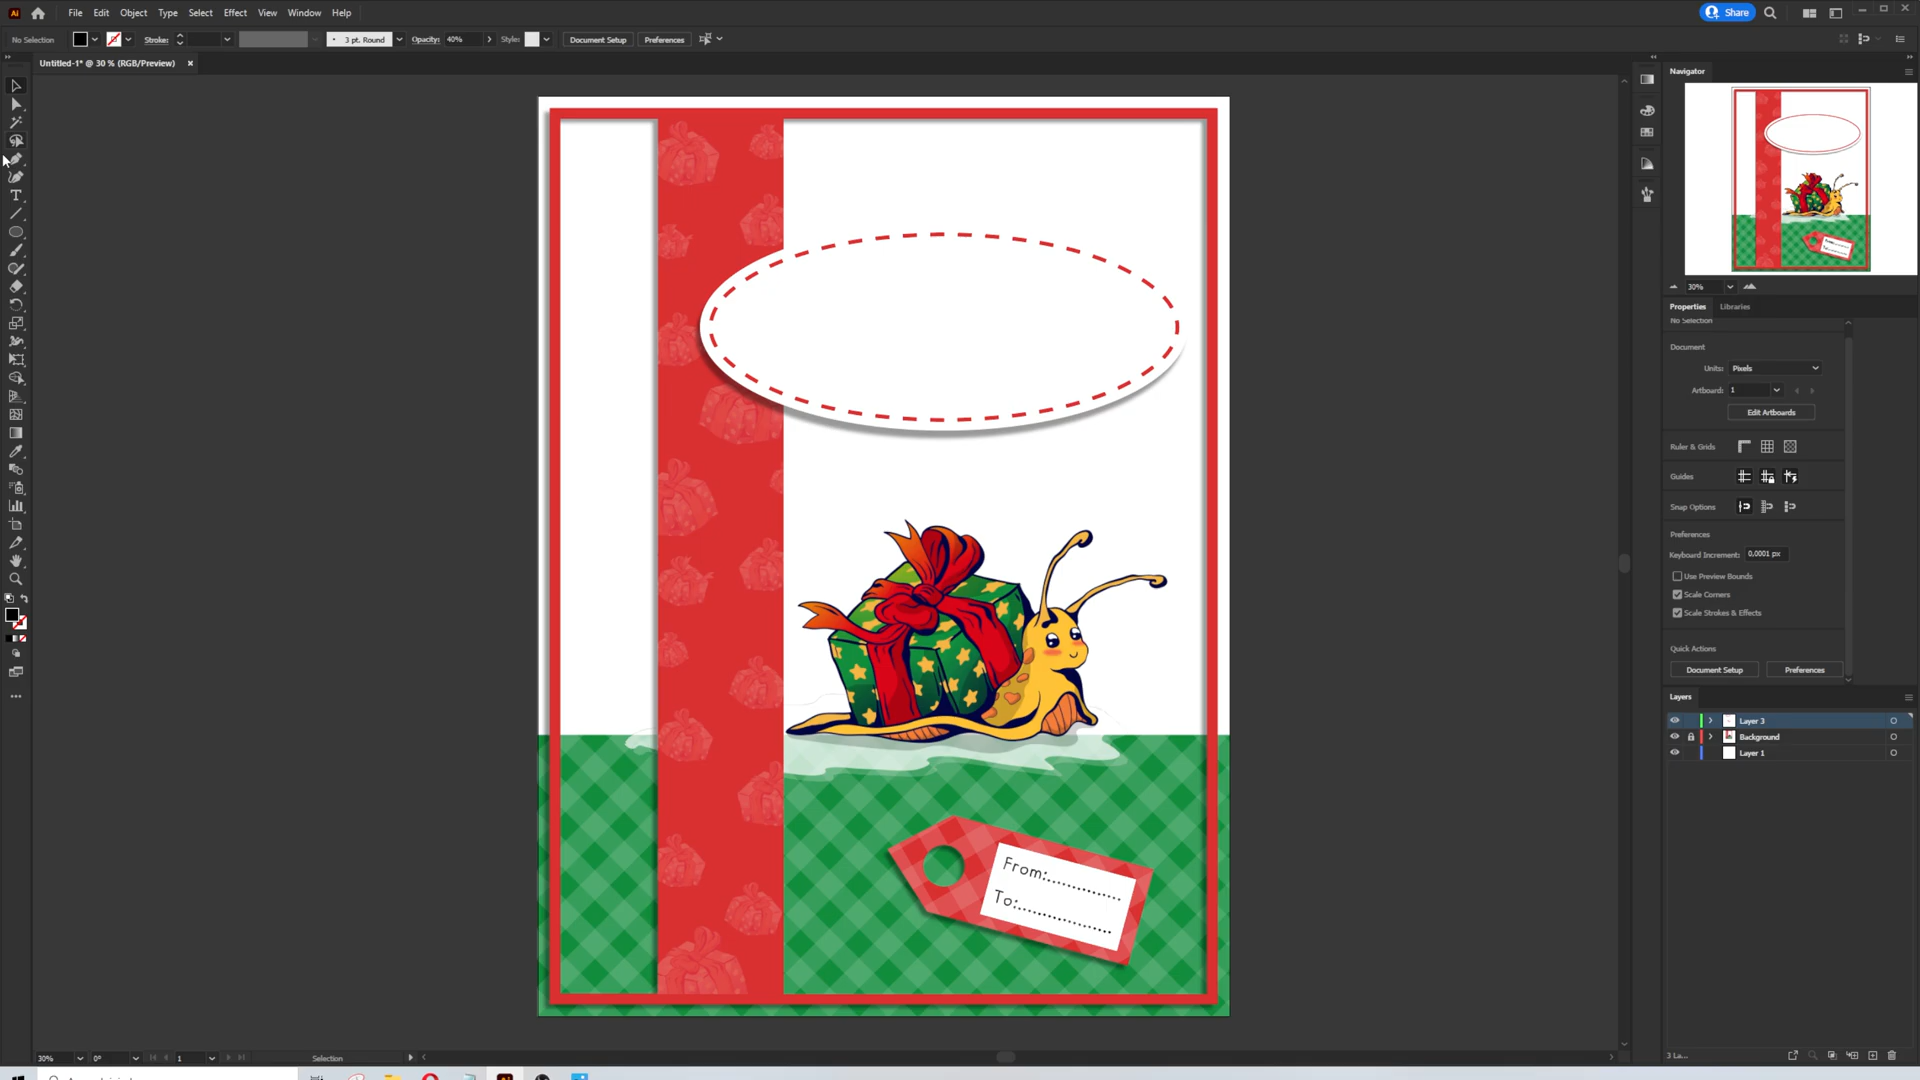 File Edit Object Type Select Effect View Window Help
Share
No Selection
Stroke:
3 pt. Round
Opacity: 40%
Style:
Document Setup
Preferences
Untitled-1* @ 30 % (RGB/Preview)
Navigator
30%
Properties Libraries
No Selection
Document
Units: Pixels
Artboard: 1
Edit Artboards
Ruler & Grids
Guides
Snap Options
Preferences
Keyboard Increment: 0,0001 px
Use Preview Bounds
Scale Corners
Scale Strokes & Effects
Quick Actions
Document Setup
Preferences
Layers
Layer 3
Background
Layer 1
From:
To:
30% 0° 1 Selection
3 La...